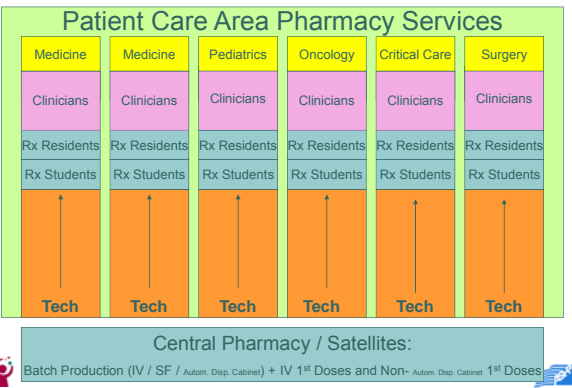 Patient Care Area Pharmacy Services
Medicine Medicine Pediatrics Oncology Critical Care Surgery
Clinicians Clinicians Clinicians Clinicians Clinicians Clinicians
Rx Residents Rx Residents Rx Residents Rx Residents Rx Residents Rx Residents
Rx Students Rx Students Rx Students Rx Students Rx Students Rx Students
Tech Tech Tech Tech Tech Tech
Central Pharmacy / Satellites:
Batch Production (IV / SF / Autom. Disp. Cabinet) + IV 1st Doses and Non- Autom. Disp. Cabinet 1st Doses